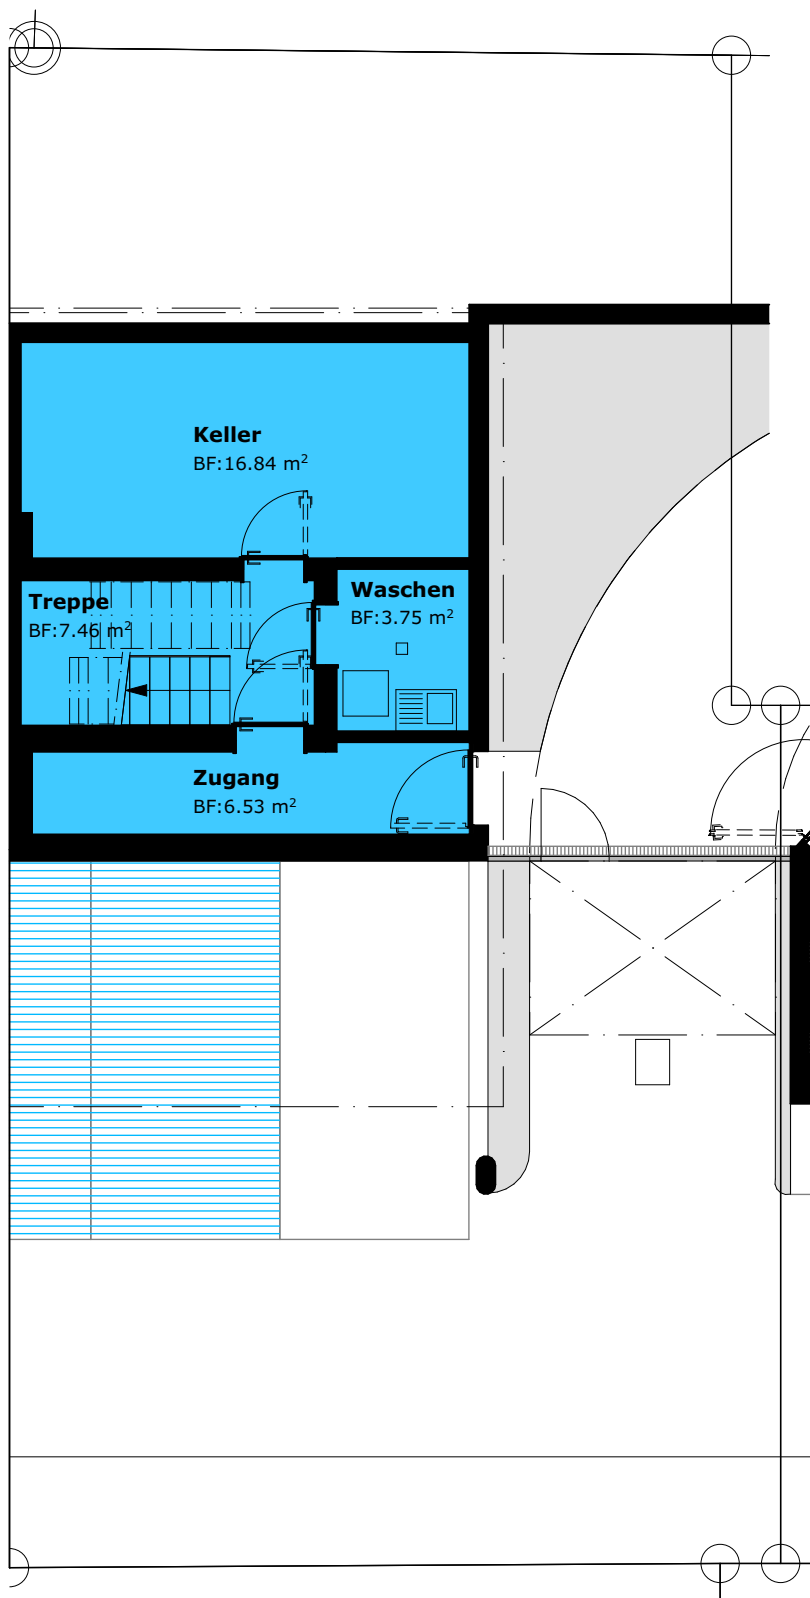 Keller
BF:16.84 m²
Treppe
BF:7.46 m²
Waschen
BF:3.75 m²
Zugang
BF:6.53 m²